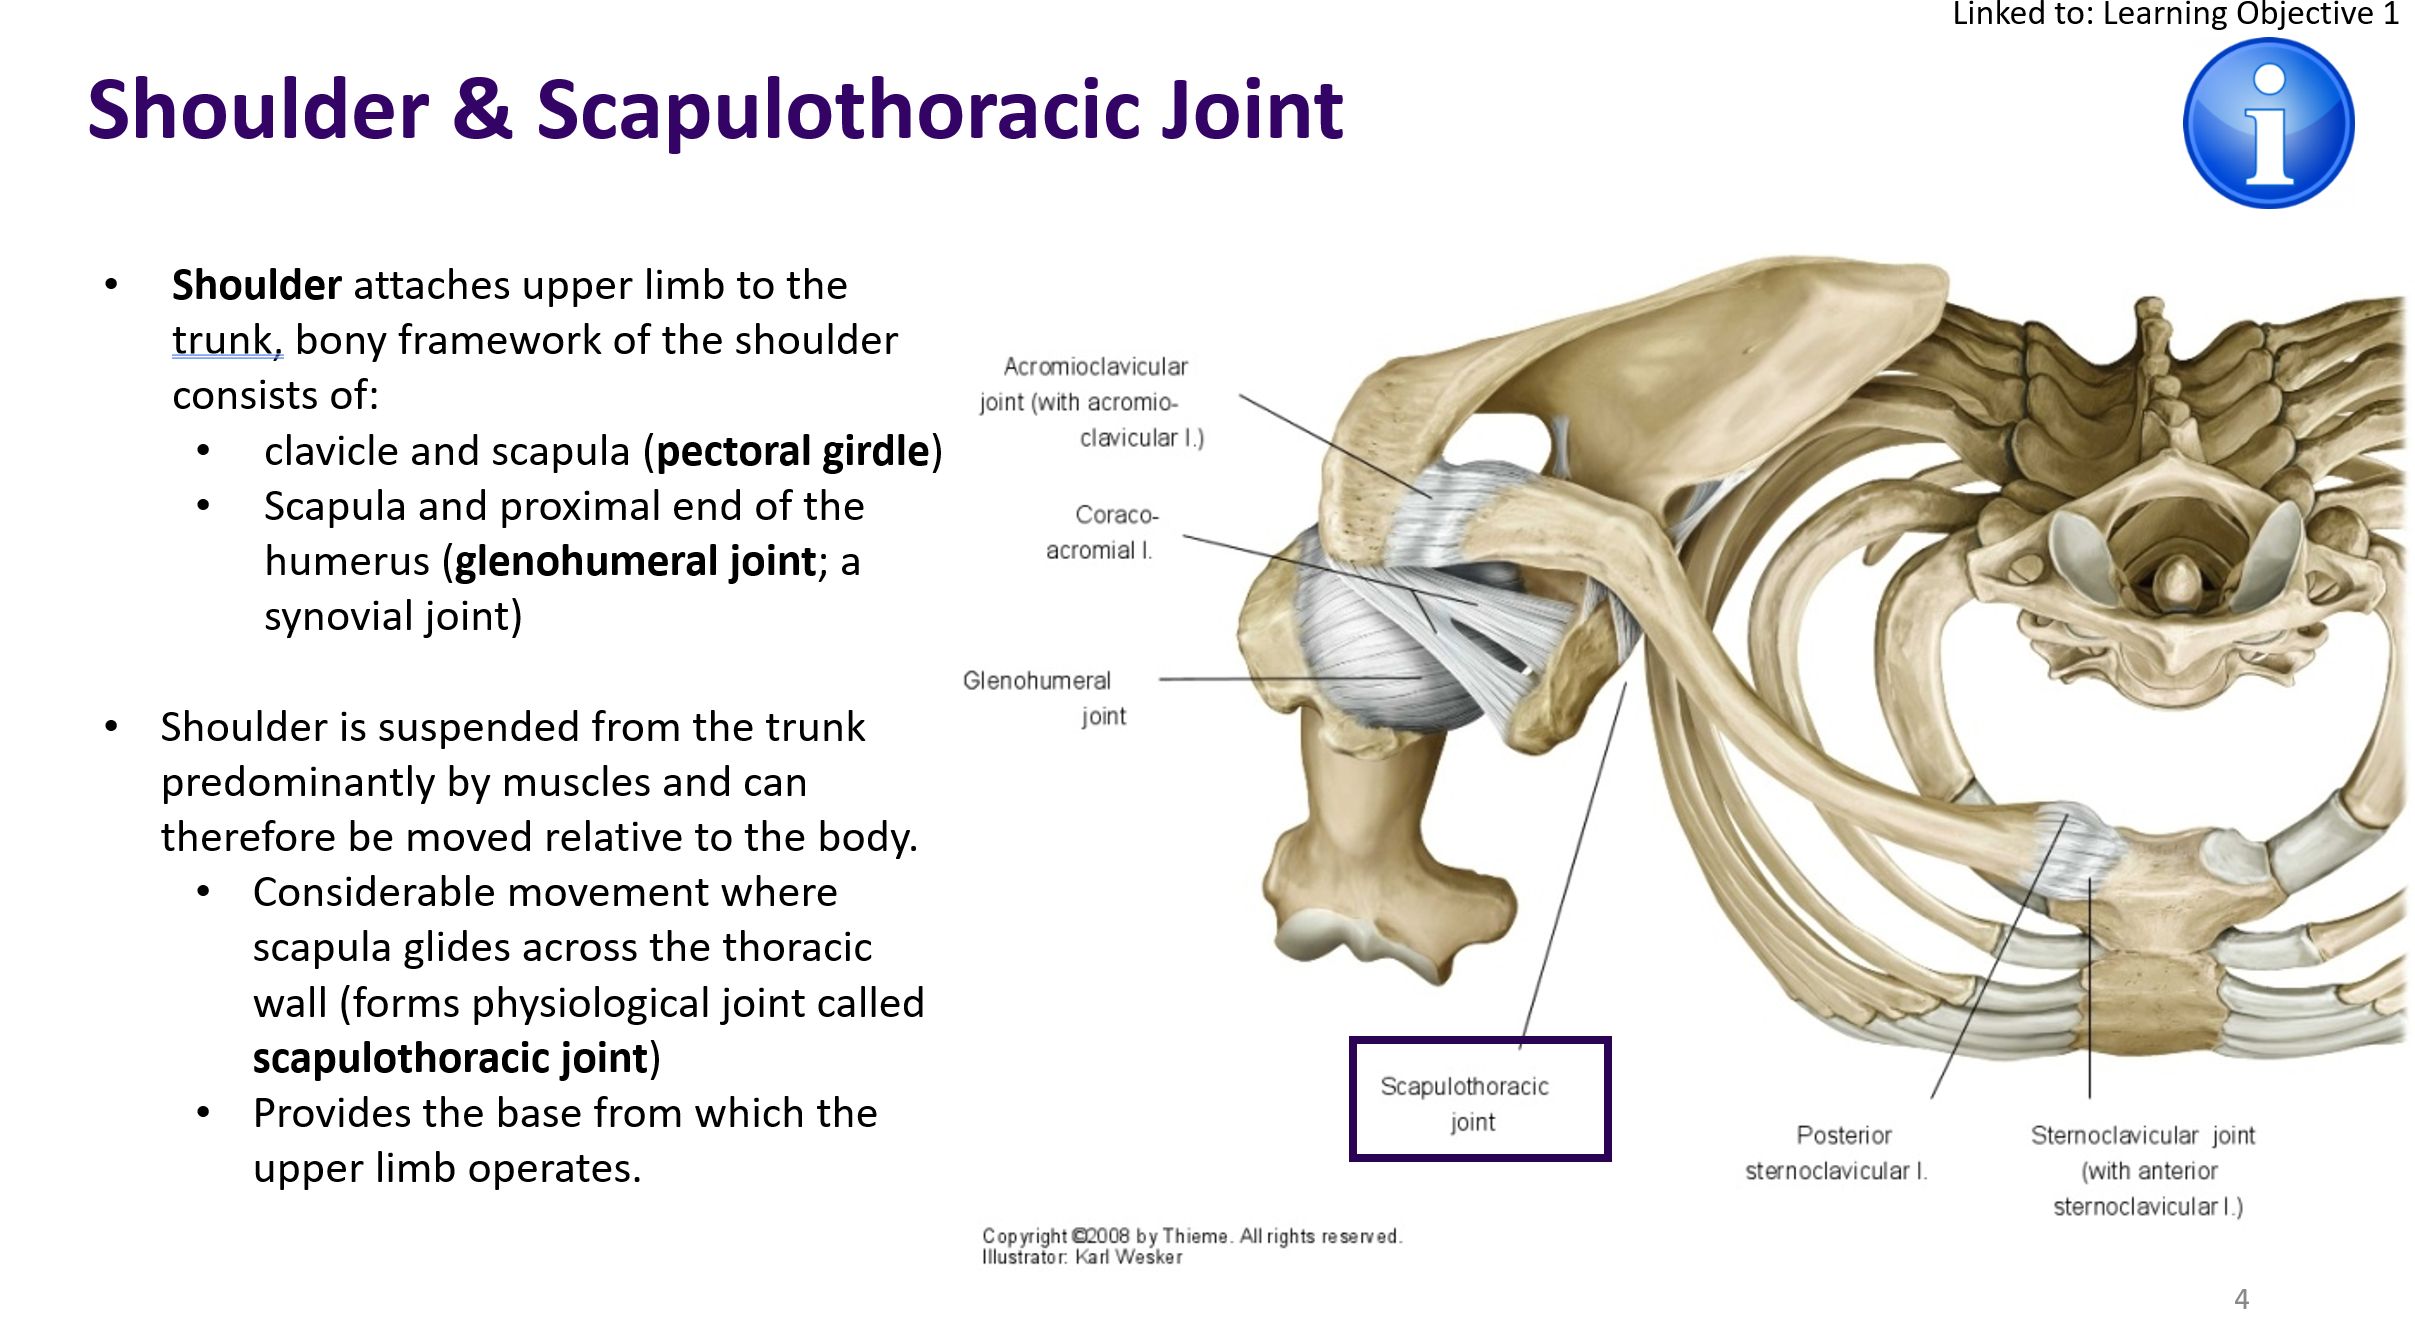 Linked to: Learning Objective 1
Shoulder & Scapulothoracic Joint
• Shoulder attaches upper limb to the
trunk, bony framework of the shoulder
consists of:
• clavicle and scapula (pectoral girdle)
• Scapula and proximal end of the
humerus (glenohumeral joint; a
synovial joint)
• Shoulder is suspended from the trunk
predominantly by muscles and can
therefore be moved relative to the body.
• Considerable movement where
scapula glides across the thoracic
wall (forms physiological joint called
scapulothoracic joint)
• Provides the base from which the
upper limb operates.
Acromioclavicular
joint (with acromio-
clavicular l.)
Coraco-
acromial l.
Glenohumeral
joint
Scapulothoracic
joint
Posterior
sternoclavicular l.
Sternoclavicular joint
(with anterior
sternoclavicular l.)
Copyright ©2008 by Thieme. All rights reserved.
Illustrator: Karl Wesker
4